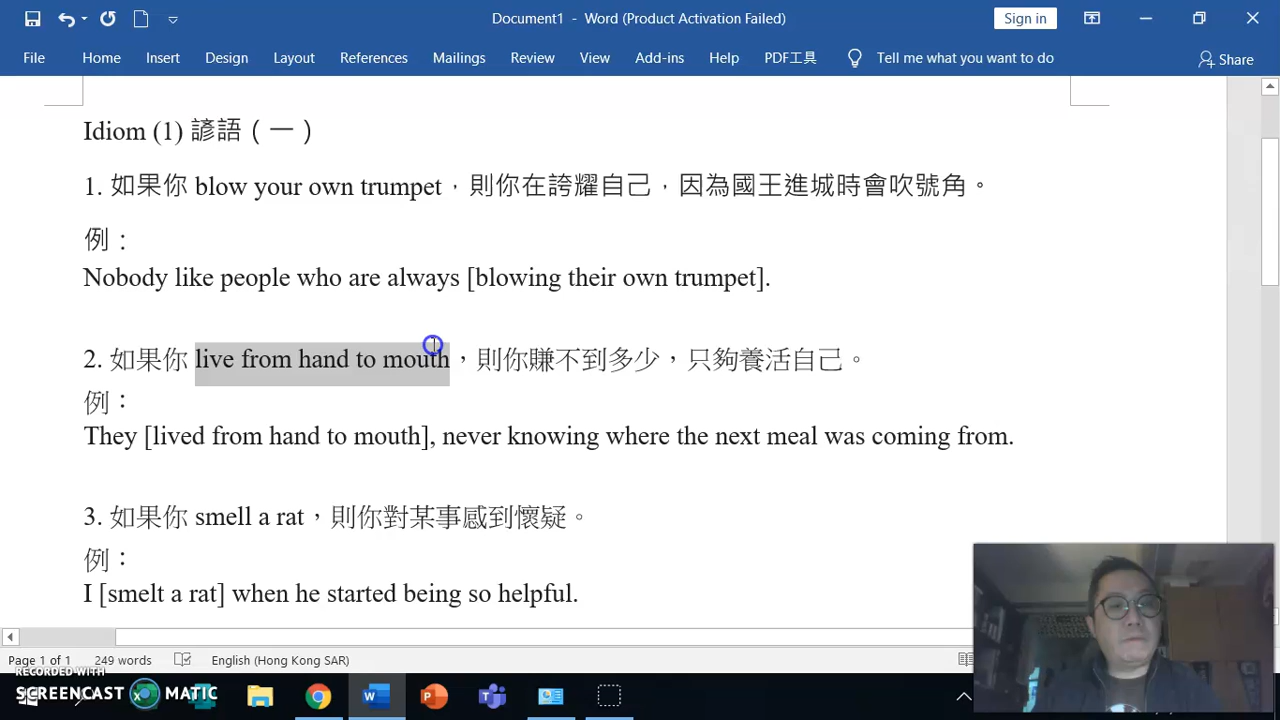 Document1 - Word (Product Activation Failed)
Sign in
File Home Insert Design Layout References Mailings Review View Add-ins Help PDF工具 Tell me what you want to do Share
Idiom (1) 諺語（一）
1. 如果你 blow your own trumpet，則你在誇耀自己，因為國王進城時會吹號角。
例：
Nobody like people who are always [blowing their own trumpet].
2. 如果你 live from hand to mouth，則你賺不到多少，只夠養活自己。
例：
They [lived from hand to mouth], never knowing where the next meal was coming from.
3. 如果你 smell a rat，則你對某事感到懷疑。
例：
I [smelt a rat] when he started being so helpful.
Page 1 of 1 249 words English (Hong Kong SAR)
RECORDED WITH
SCREENCAST MATIC